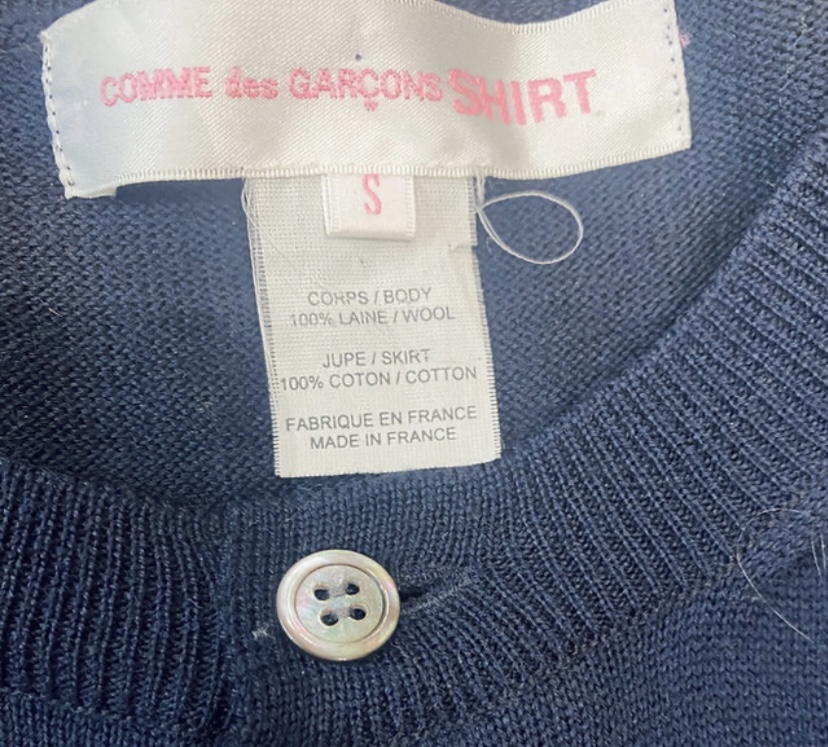 COMME des GARÇONS SHIRT
S
CORPS / BODY
100% LAINE / WOOL
JUPE / SKIRT
100% COTON / COTTON
FABRIQUE EN FRANCE
MADE IN FRANCE